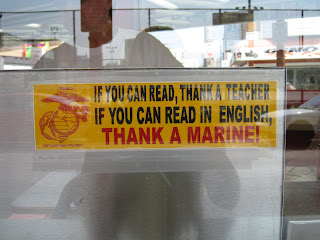 IF YOU CAN READ, THANK A TEACHER
IF YOU CAN READ IN ENGLISH,
THANK A MARINE!